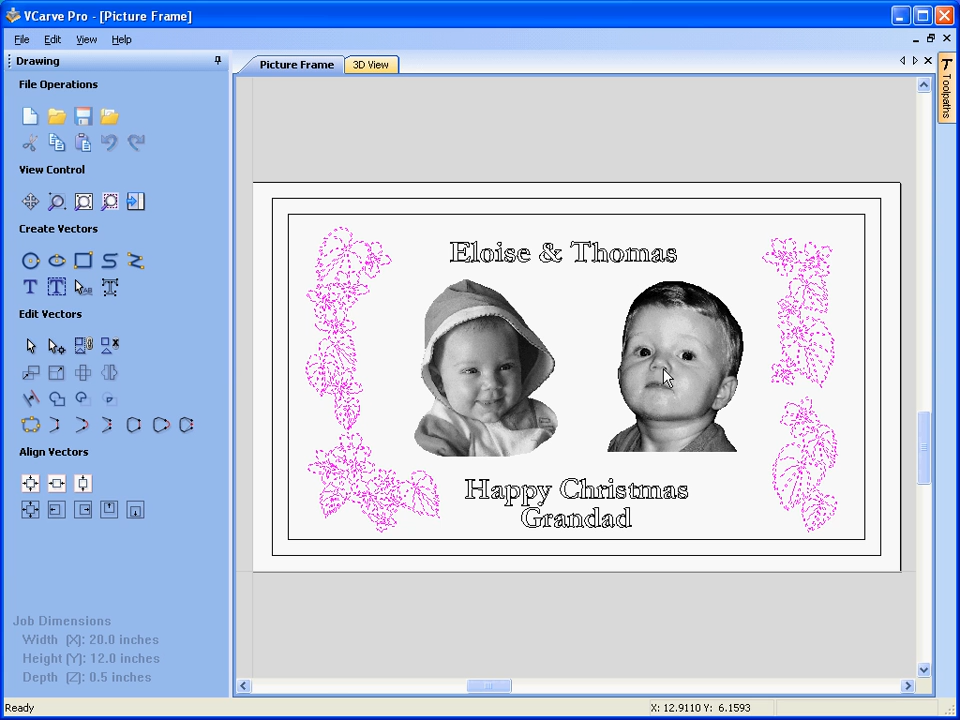 VCarve Pro - [Picture Frame]
File Edit View Help
Drawing
Picture Frame
3D View
Toolpaths
File Operations
View Control
Create Vectors
Edit Vectors
Align Vectors
Eloise & Thomas
Happy Christmas
Grandad
Job Dimensions
Width (X): 20.0 inches
Height (Y): 12.0 inches
Depth (Z): 0.5 inches
Ready
X: 12.9110 Y: 6.1593